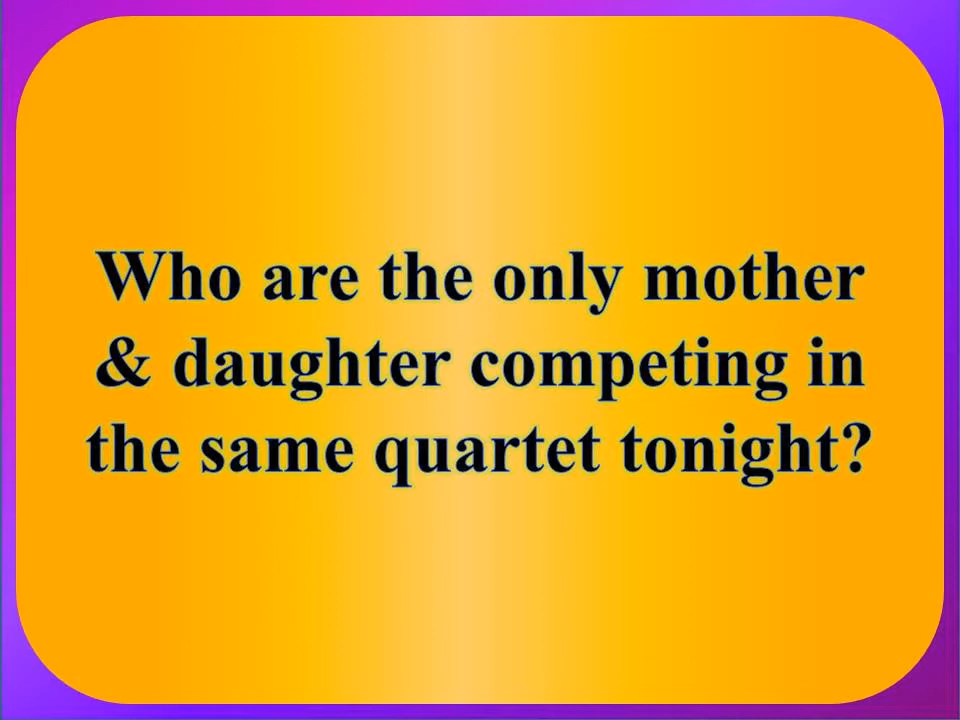 Who are the only mother
& daughter competing in
the same quartet tonight?